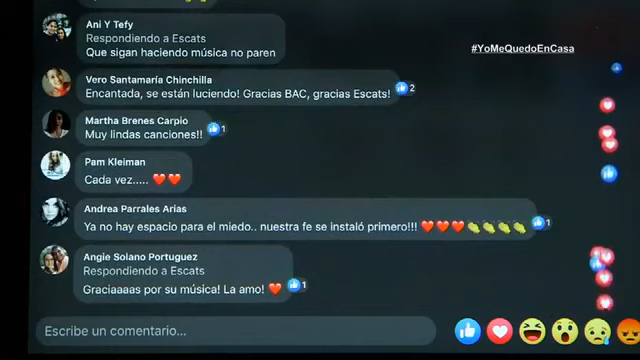 Ani Y Tefy
Respondiendo a Escats
Que sigan haciendo música no paren
#YoMeQuedoEnCasa
Vero Santamaría Chinchilla
Encantada, se están luciendo! Gracias BAC, gracias Escats!
2
Martha Brenes Carpio
Muy lindas canciones!!
1
Pam Kleiman
Cada vez..... ❤️❤️
Andrea Parrales Arias
Ya no hay espacio para el miedo.. nuestra fe se instaló primero!!! ❤️❤️❤️👏👏👏👏
1
Angie Solano Portuguez
Respondiendo a Escats
Graciaaaas por su música! La amo! ❤️
1
Escribe un comentario...